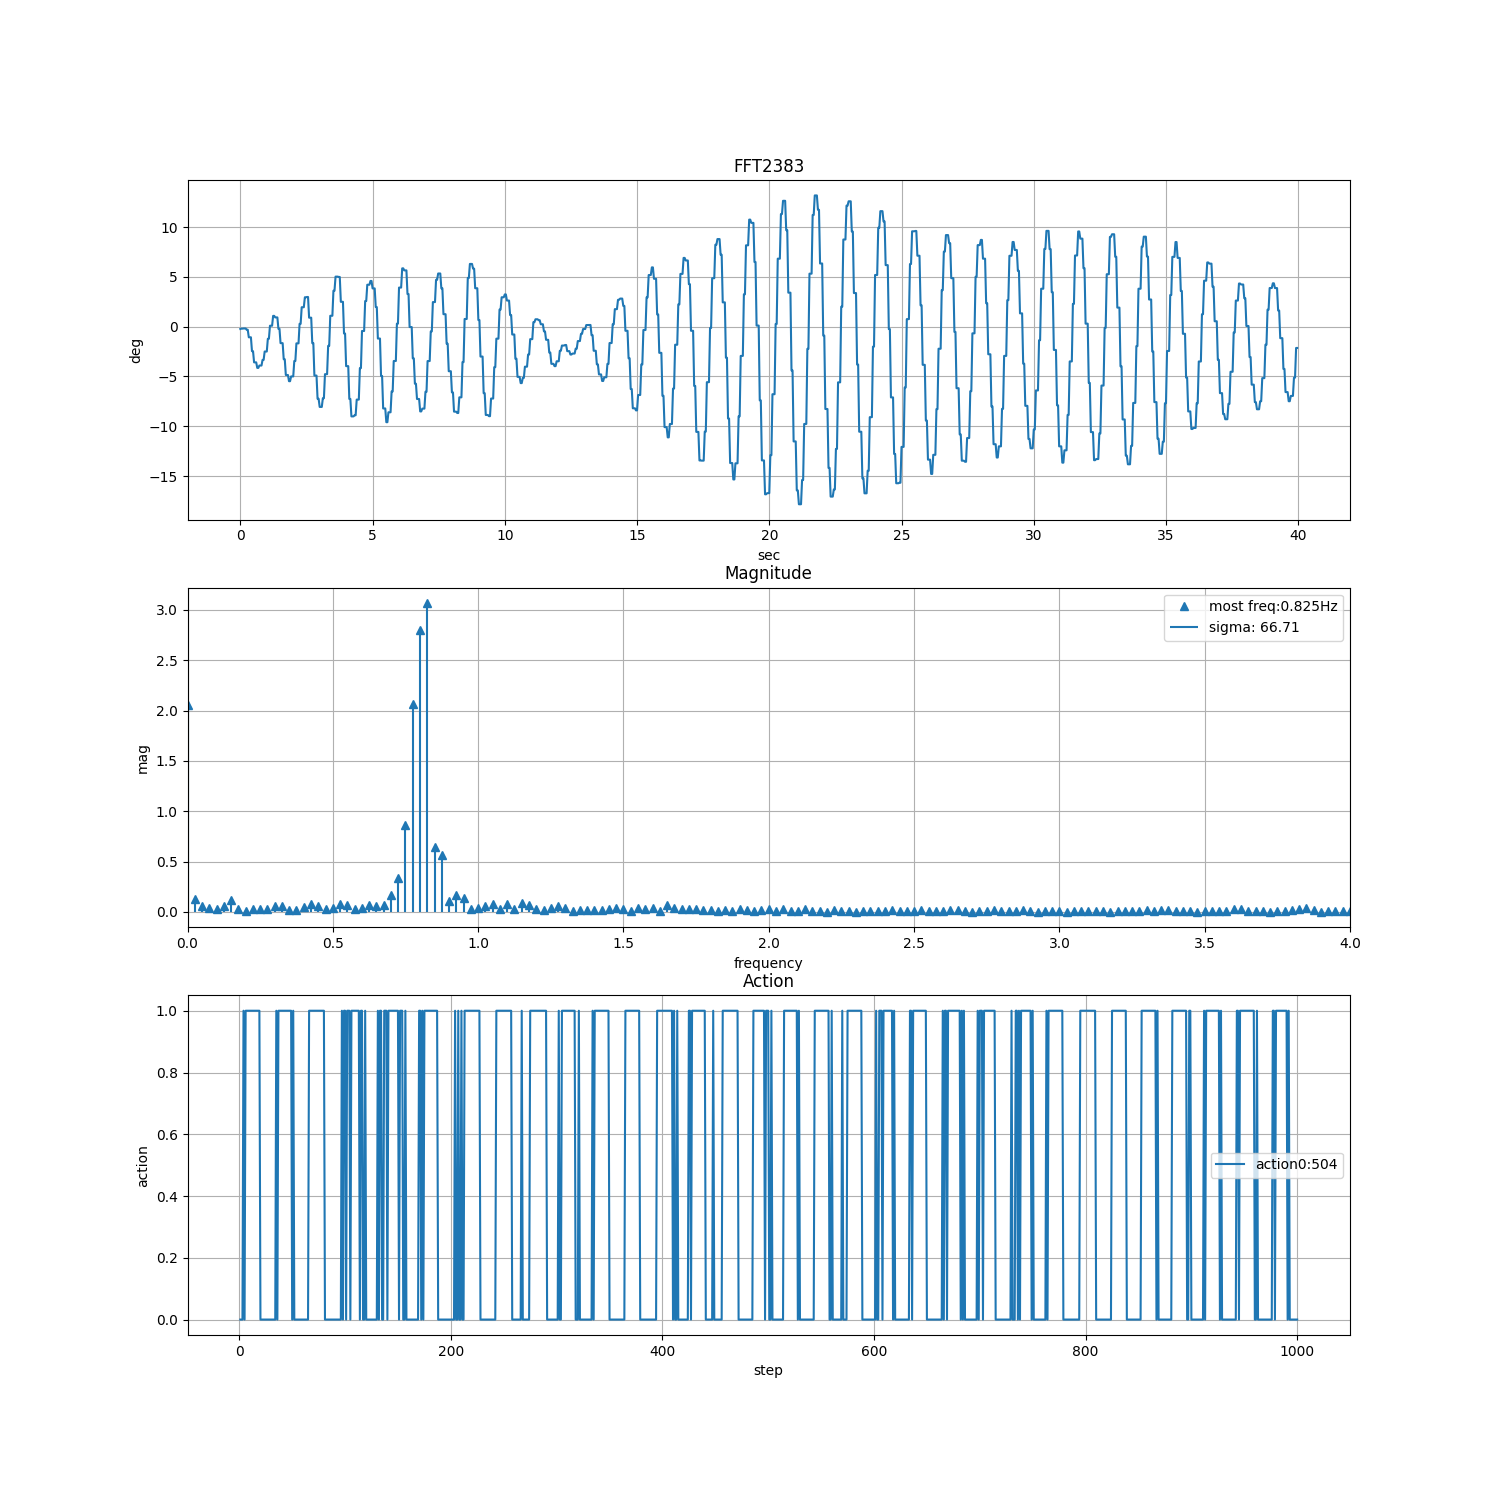 FFT2383
deg
10
5
0
−5
−10
−15
0 5 10 15 20 25 30 35 40
sec
Magnitude
mag
3.0
2.5
2.0
1.5
1.0
0.5
0.0
most freq:0.825Hz
sigma: 66.71
0.0 0.5 1.0 1.5 2.0 2.5 3.0 3.5 4.0
frequency
Action
action
1.0
0.8
0.6
0.4
0.2
0.0
action0:504
0 200 400 600 800 1000
step